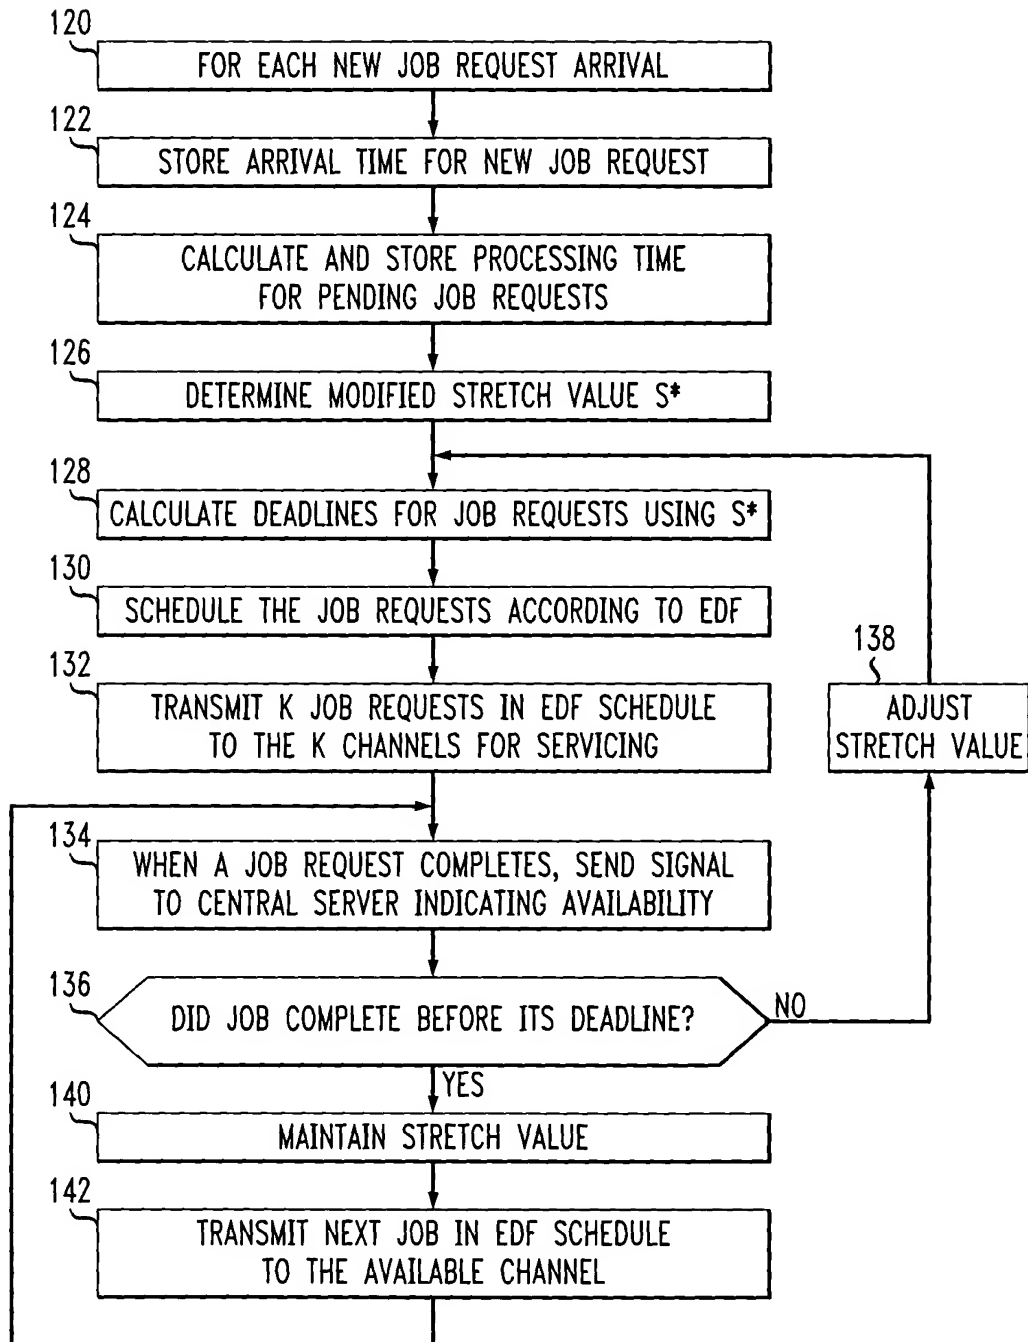 120
FOR EACH NEW JOB REQUEST ARRIVAL
122
STORE ARRIVAL TIME FOR NEW JOB REQUEST
124
CALCULATE AND STORE PROCESSING TIME
FOR PENDING JOB REQUESTS
126
DETERMINE MODIFIED STRETCH VALUE S*
128
CALCULATE DEADLINES FOR JOB REQUESTS USING S*
130
SCHEDULE THE JOB REQUESTS ACCORDING TO EDF
132
TRANSMIT K JOB REQUESTS IN EDF SCHEDULE
TO THE K CHANNELS FOR SERVICING
138
ADJUST
STRETCH VALUE
134
WHEN A JOB REQUEST COMPLETES, SEND SIGNAL
TO CENTRAL SERVER INDICATING AVAILABILITY
136
DID JOB COMPLETE BEFORE ITS DEADLINE?
NO
YES
140
MAINTAIN STRETCH VALUE
142
TRANSMIT NEXT JOB IN EDF SCHEDULE
TO THE AVAILABLE CHANNEL